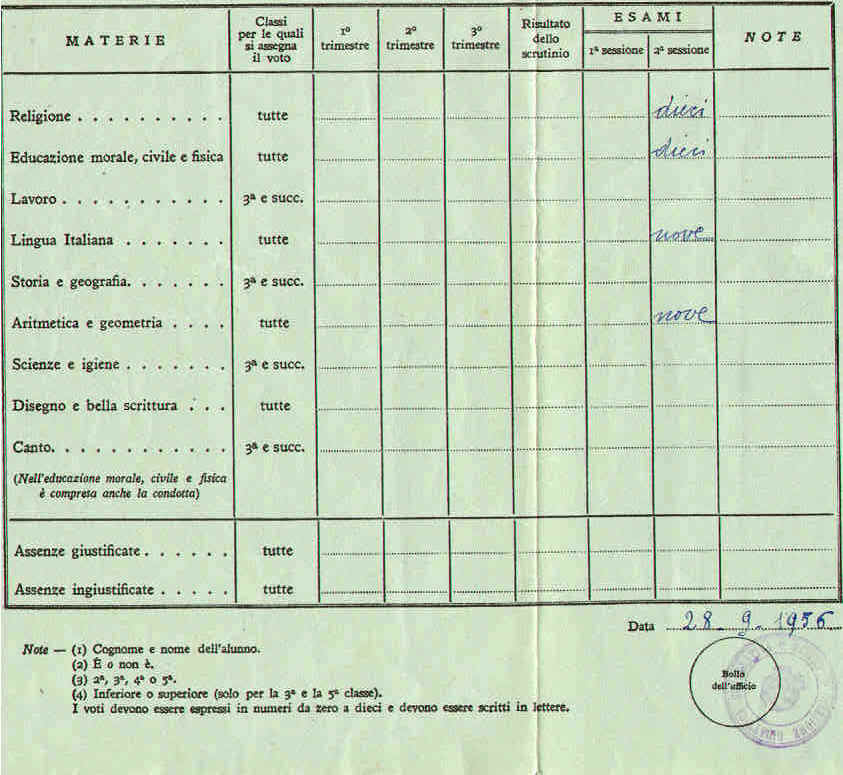 MATERIE
Classi per le quali si assegna il voto
1º trimestre
2º trimestre
3º trimestre
Risultato dello scrutinio
ESAMI
1ª sessione 2ª sessione
NOTE
Religione . . . . . . . . . . tutte dieci
Educazione morale, civile e fisica tutte dieci
Lavoro . . . . . . . . . . . 3ª e succ.
Lingua Italiana . . . . . . . tutte nove
Storia e geografia. . . . . . . 3ª e succ.
Aritmetica e geometria . . . . tutte nove
Scienze e igiene . . . . . . . 3ª e succ.
Disegno e bella scrittura . . . tutte
Canto. . . . . . . . . . . . 3ª e succ.
(Nell'educazione morale, civile e fisica
è compresa anche la condotta)
Assenze giustificate . . . . . . tutte
Assenze ingiustificate . . . . . tutte
Data 28-9-1956
Note — (1) Cognome e nome dell'alunno.
(2) È o non è.
(3) 2ª, 3ª, 4ª o 5ª.
(4) Inferiore o superiore (solo per la 3ª e la 5ª classe).
I voti devono essere espressi in numeri da zero a dieci e devono essere scritti in lettere.
Bollo
dell'ufficio